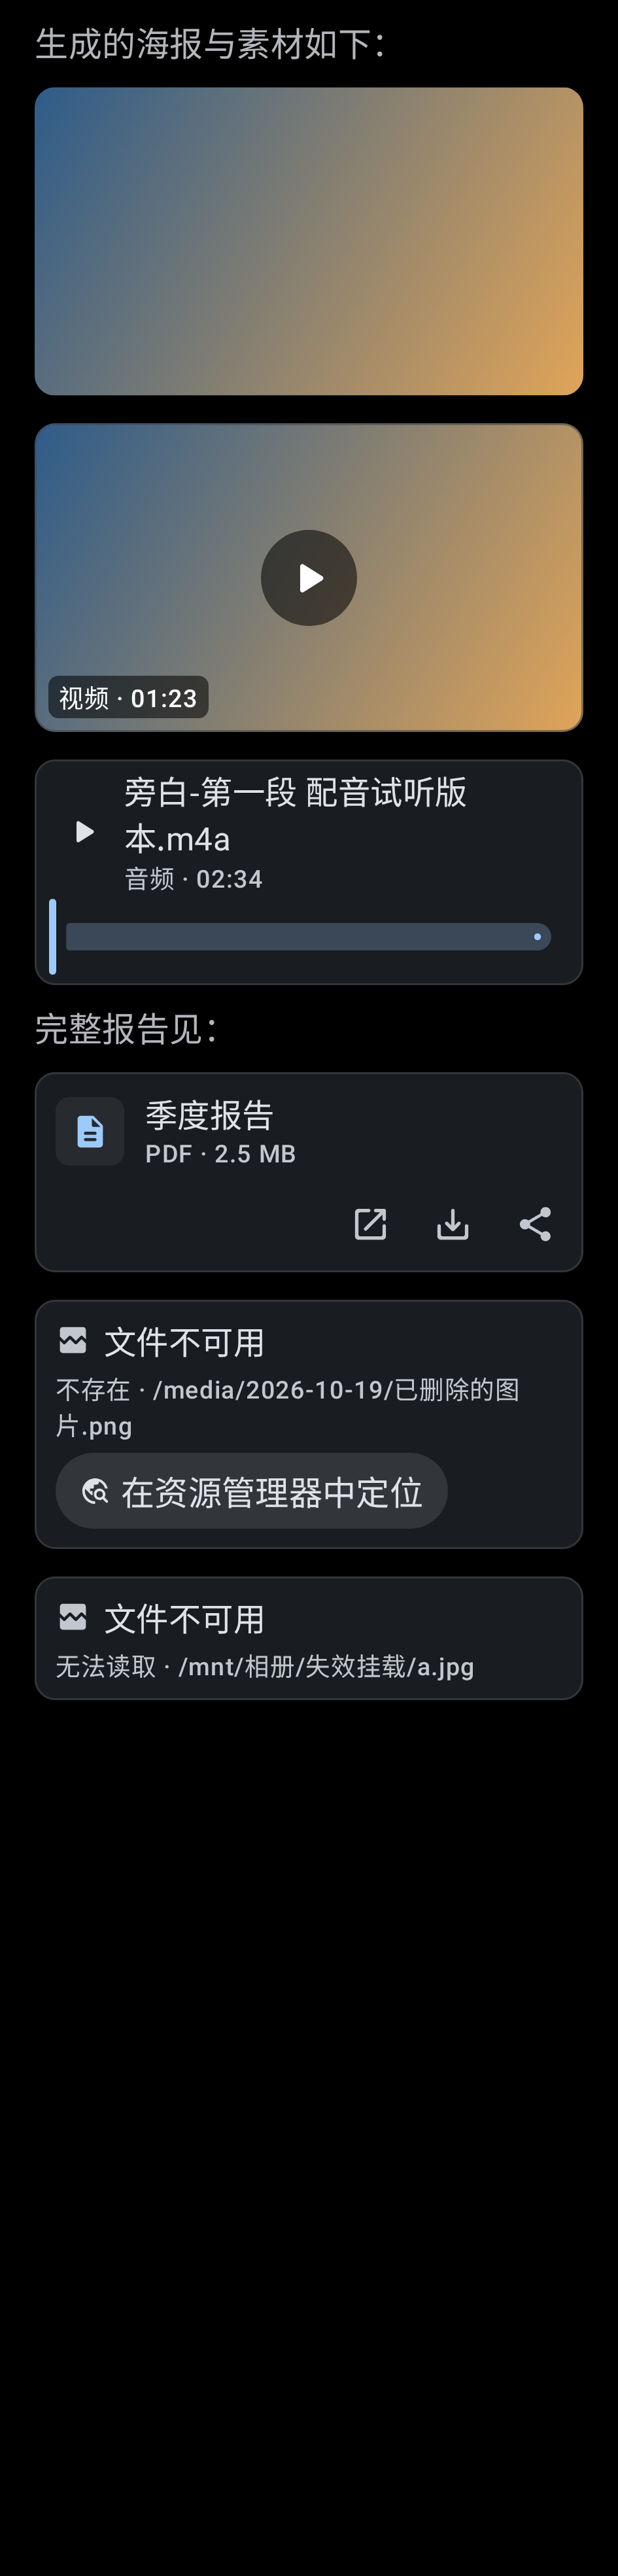 生成的海报与素材如下：
视频 · 01:23
旁白-第一段 配音试听版
本.m4a
音频 · 02:34
完整报告见：
季度报告
PDF · 2.5 MB
文件不可用
不存在 · /media/2026-10-19/已删除的图
片.png
在资源管理器中定位
文件不可用
无法读取 · /mnt/相册/失效挂载/a.jpg